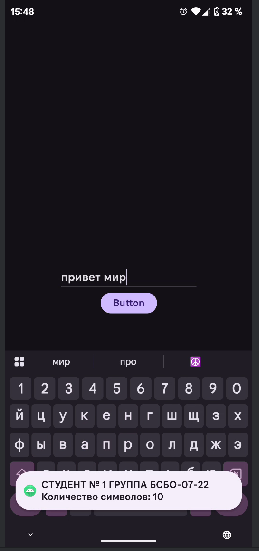 15:48
32 %
привет мир
Button
мир про
1 2 3 4 5 6 7 8 9 0
й ц у к е н г ш щ з х
ф ы в а п р о л д ж э
СТУДЕНТ № 1 ГРУППА БСБО-07-22
Количество символов: 10